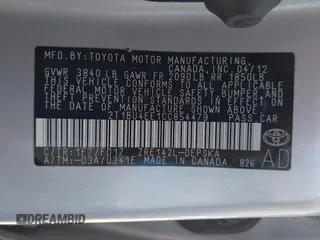 MFD.BY:TOYOTA MOTOR MANUFACTURING
CANADA, INC. 04/12
GVWR 3840LB GAWR FR 2090LB RR 1850LB
THIS VEHICLE CONFORMS TO ALL APPLICABLE
FEDERAL MOTOR VEHICLE SAFETY, BUMPER, AND
THEFT PREVENTION STANDARDS IN EFFECT ON
THE DATE OF MANUFACTURE SHOWN ABOVE.
2T1BU4EE1CC854479 PASS.CAR
C/TR:1F7/FD17 ZRE142L-DEPSKA
A/TM:-03A/U341E MADE IN CANADA 826
TOYOTA
AD
DREAMBID